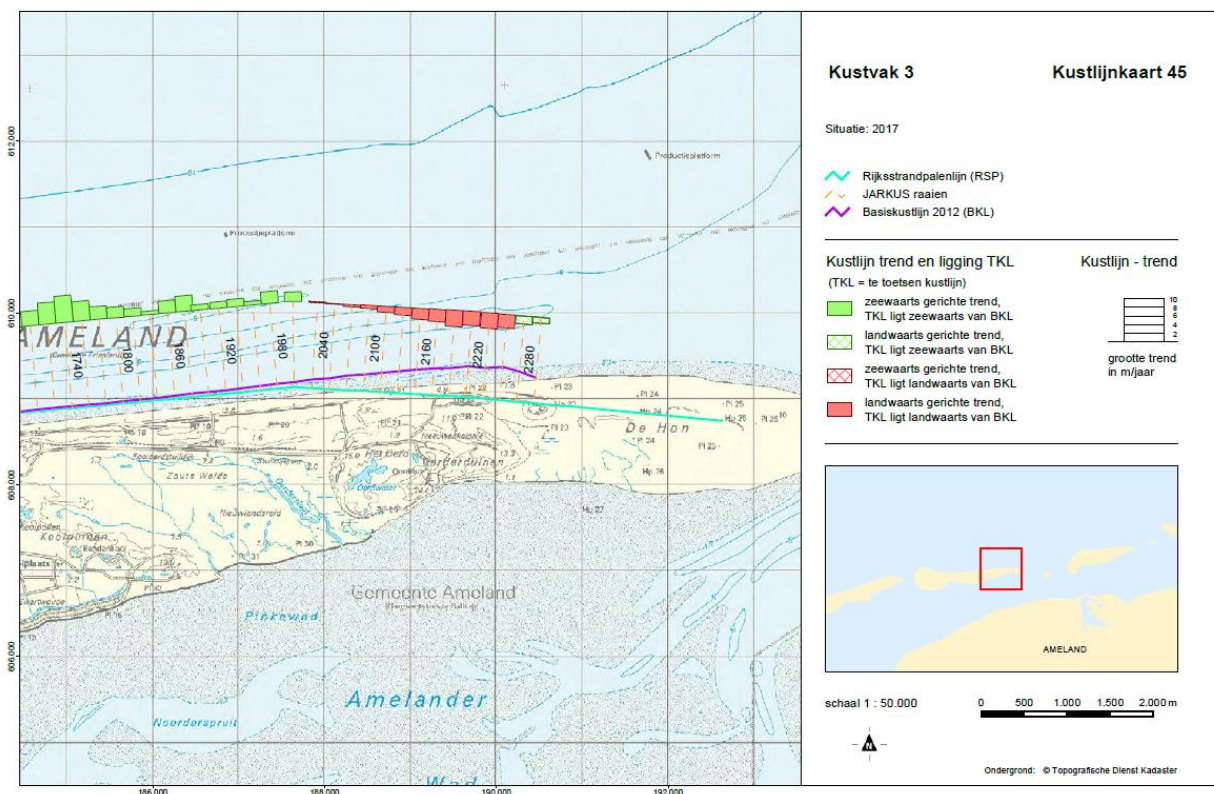 Kustvak 3
Kustlijnkaart 45
Situatie: 2017
Rijksstrandpalenlijn (RSP)
JARKUS raaien
Basiskustlijn 2012 (BKL)
Kustlijn trend en ligging TKL
(TKL = te toetsen kustlijn)
zeewaarts gerichte trend,
TKL ligt zeewaarts van BKL
landwaarts gerichte trend,
TKL ligt zeewaarts van BKL
zeewaarts gerichte trend,
TKL ligt landwaarts van BKL
landwaarts gerichte trend,
TKL ligt landwaarts van BKL
Kustlijn - trend
10
8
6
4
2
grootte trend
in m/jaar
AMELAND
schaal 1 : 50.000
0 500 1.000 1.500 2.000 m
N
Ondergrond: © Topografische Dienst Kadaster
612.000
608.000
606.000
186.000
188.000
190.000
192.000
Productieplatform
Productieplatform
AMELAND
1740
1800
1860
1920
1980
2040
2100
2160
2220
2280
De Hon
Zoute Weide
Nieuwlandsreid
Oerderduinen
Gemeente Ameland
Pinkewad
Amelander
Noorderspruit
Wad